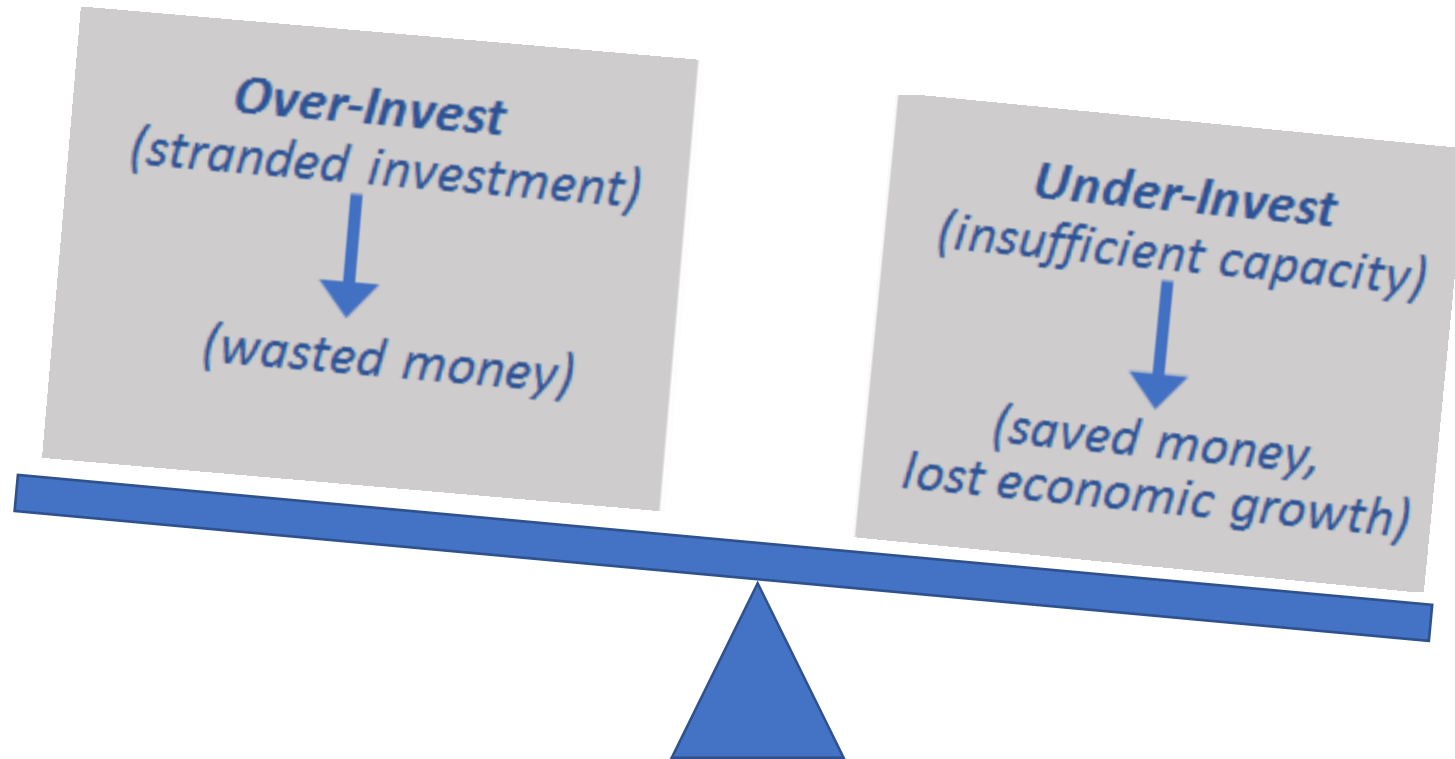 Over-Invest
(stranded investment)
(wasted money)
Under-Invest
(insufficient capacity)
(saved money,
lost economic growth)